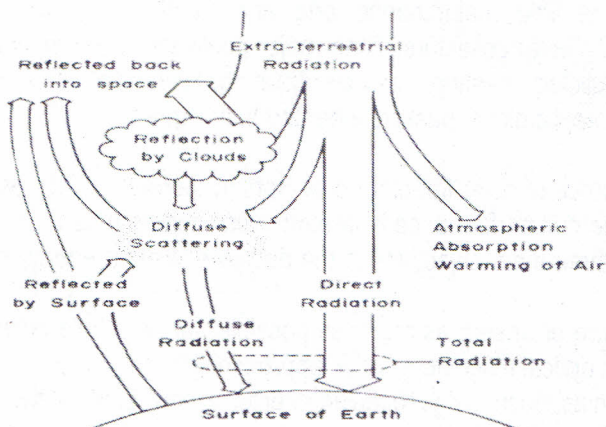 Extra-terrestrial
Radiation
Reflected back
into space
Reflection
by Clouds
Diffuse
Scattering
Atmospheric
Absorption
Warming of Air
Reflected
by Surface
Direct
Radiation
Diffuse
Radiation
Total
Radiation
Surface of Earth